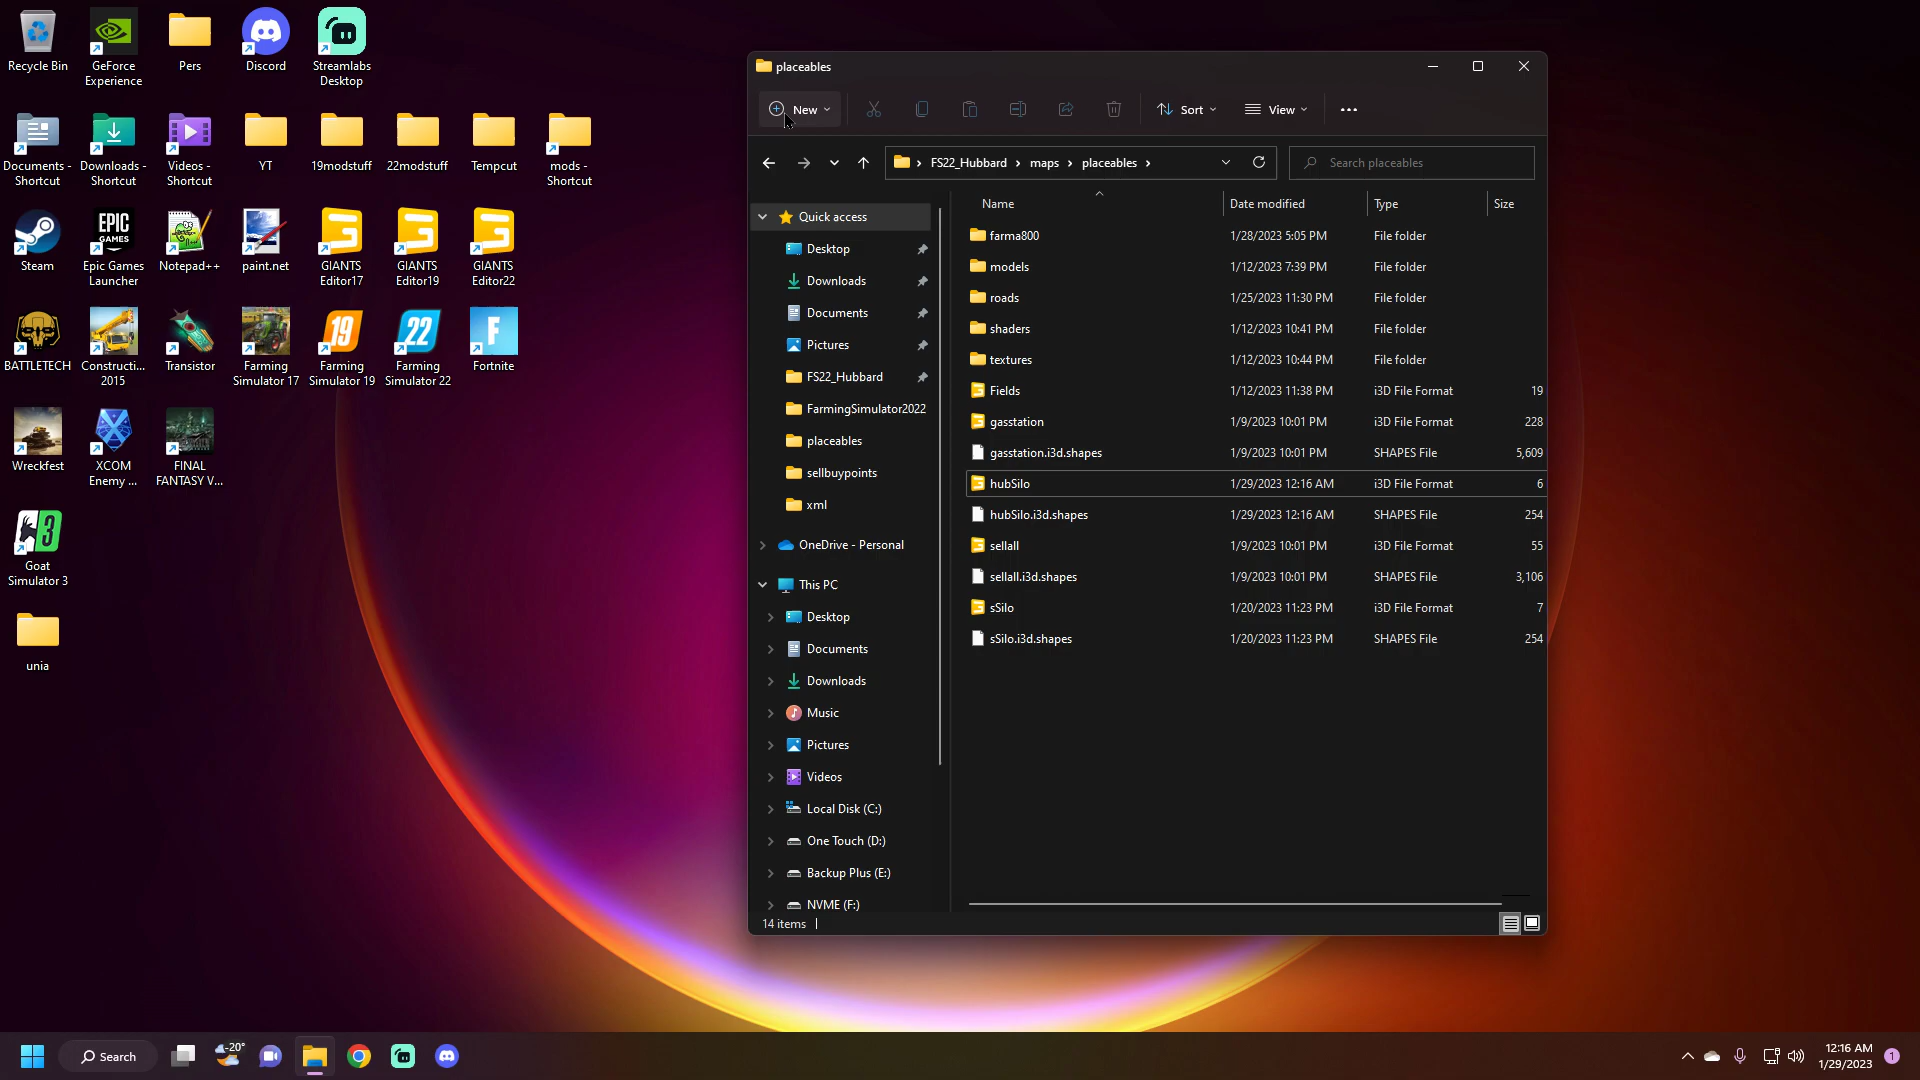 Recycle Bin
GeForce
Experience
Pers
Discord
Streamlabs
Desktop
Documents -
Shortcut
Downloads -
Shortcut
Videos -
Shortcut
YT
19modstuff
22modstuff
Tempcut
mods -
Shortcut
Steam
EPIC
GAMES
Epic Games
Launcher
Notepad++
paint.net
GIANTS
Editor17
GIANTS
Editor19
GIANTS
Editor22
BATTLETECH
Constructi...
2015
Transistor
Farming
Simulator 17
19
Farming
Simulator 19
22
Farming
Simulator 22
F
Fortnite
Wreckfest
XCOM
Enemy ...
FINAL
FANTASY V...
3
Goat
Simulator 3
unia
placeables
New
Sort
View
FS22_Hubbard > maps > placeables >
Search placeables
Name Date modified Type Size
farma800 1/28/2023 5:05 PM File folder
models 1/12/2023 7:39 PM File folder
roads 1/25/2023 11:30 PM File folder
shaders 1/12/2023 10:41 PM File folder
textures 1/12/2023 10:44 PM File folder
Fields 1/12/2023 11:38 PM i3D File Format 19
gasstation 1/9/2023 10:01 PM i3D File Format 228
gasstation.i3d.shapes 1/9/2023 10:01 PM SHAPES File 5,609
hubSilo 1/29/2023 12:16 AM i3D File Format 6
hubSilo.i3d.shapes 1/29/2023 12:16 AM SHAPES File 254
sellall 1/9/2023 10:01 PM i3D File Format 55
sellall.i3d.shapes 1/9/2023 10:01 PM SHAPES File 3,106
sSilo 1/20/2023 11:23 PM i3D File Format 7
sSilo.i3d.shapes 1/20/2023 11:23 PM SHAPES File 254
Quick access
Desktop
Downloads
Documents
Pictures
FS22_Hubbard
FarmingSimulator2022
placeables
sellbuypoints
xml
OneDrive - Personal
This PC
Desktop
Documents
Downloads
Music
Pictures
Videos
Local Disk (C:)
One Touch (D:)
Backup Plus (E:)
NVME (F:)
14 items
Search
-20°
12:16 AM
1/29/2023
1